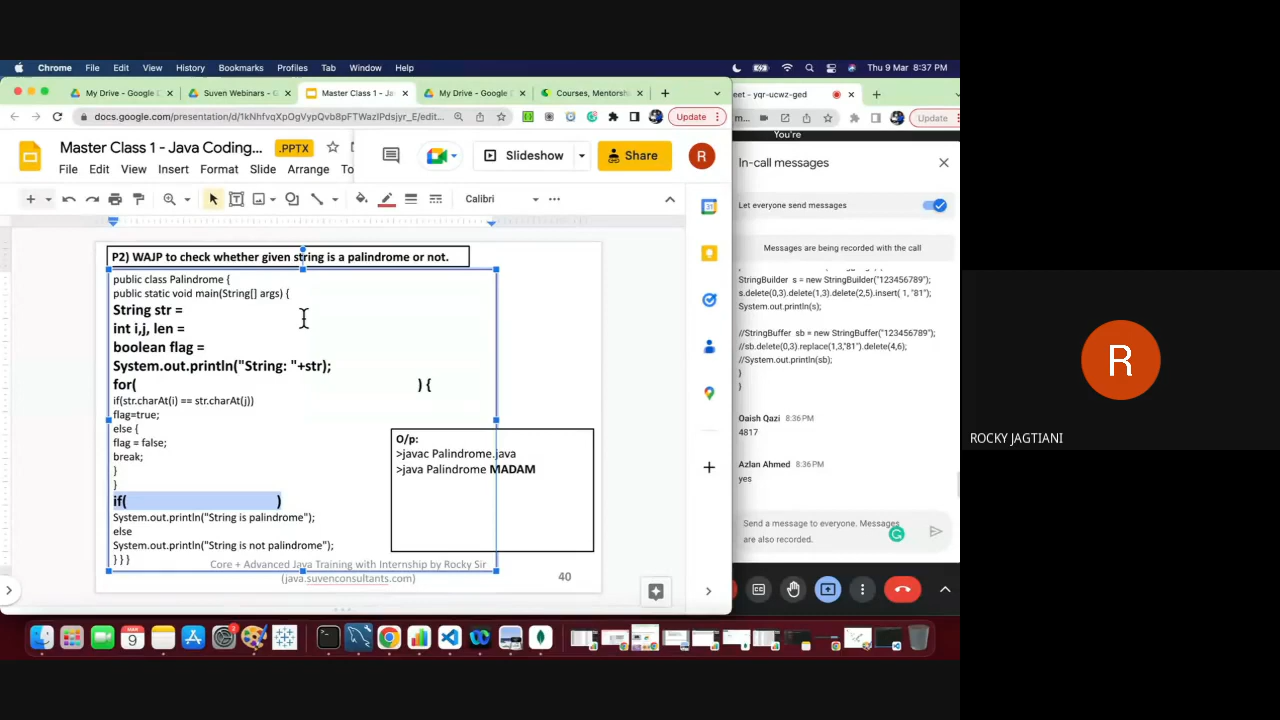 Chrome File Edit View History Bookmarks Profiles Tab Window Help
Thu 9 Mar 8:37 PM
My Drive - Google D
Suven Webinars - G
Master Class 1 - Ja
My Drive - Google D
Courses, Mentorsh
eet - yqr-ucwz-ged
docs.google.com/presentation/d/1kNhfvqXpOgVypQvb8pFTWazIPdsjyr_E/edit...
Update
m...
Update
You're
Master Class 1 - Java Coding...
.PPTX
Slideshow
Share
R
File Edit View Insert Format Slide Arrange To
Calibri
P2) WAJP to check whether given string is a palindrome or not.
public class Palindrome {
public static void main(String[] args) {
String str =
int i,j, len =
boolean flag =
System.out.println("String: "+str);
for( ) {
if(str.charAt(i) == str.charAt(j))
flag=true;
else {
flag = false;
break;
}
}
if( )
System.out.println("String is palindrome");
else
System.out.println("String is not palindrome");
} } }
O/p:
>javac Palindrome.java
>java Palindrome MADAM
Core + Advanced Java Training with Internship by Rocky Sir
(java.suvenconsultants.com)
40
In-call messages
Let everyone send messages
Messages are being recorded with the call
StringBuilder s = new StringBuilder("123456789");
s.delete(0,3).delete(1,3).delete(2,5).insert( 1, "81");
System.out.println(s);
//StringBuffer sb = new StringBuffer("123456789");
//sb.delete(0,3).replace(1,3,"81").delete(4,6);
//System.out.println(sb);
}
}
Oaish Qazi 8:36 PM
4817
Azlan Ahmed 8:36 PM
yes
Send a message to everyone. Messages
are also recorded.
R
ROCKY JAGTIANI